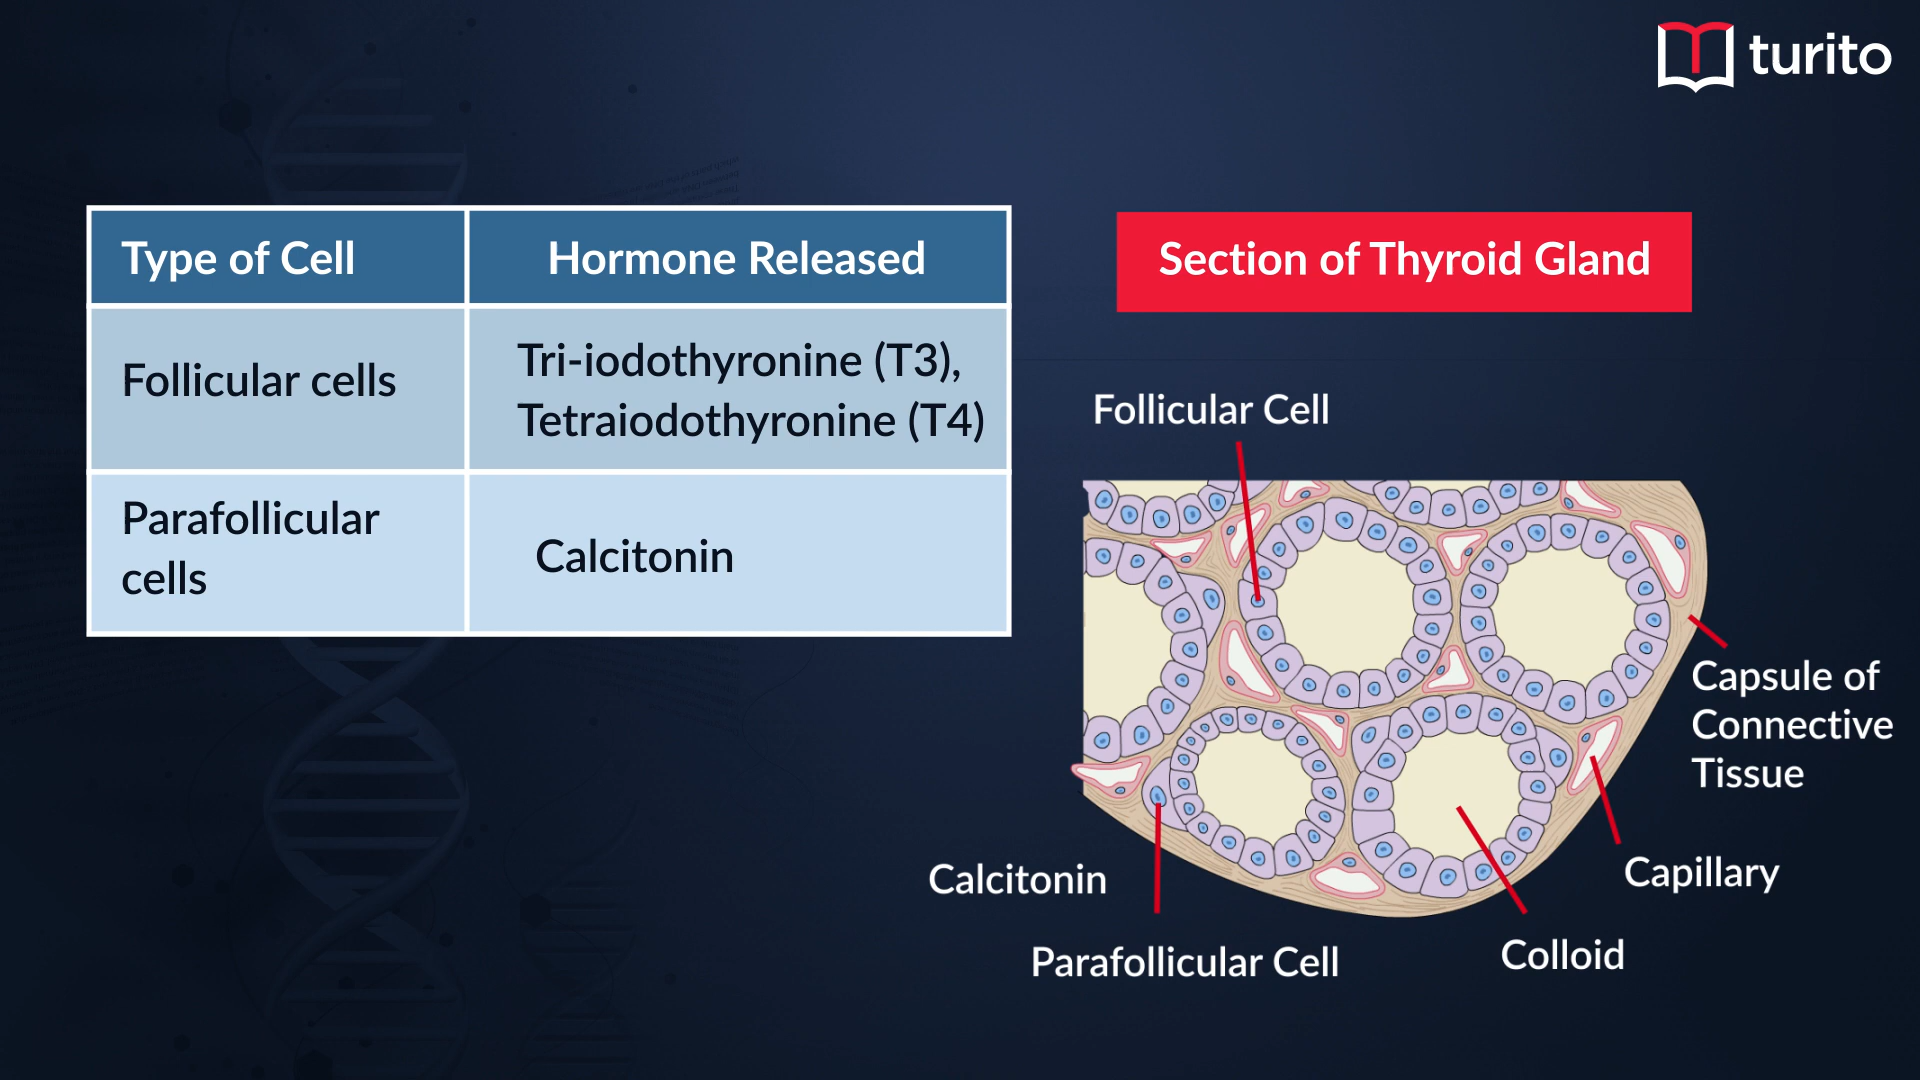 turito
Type of Cell
Hormone Released
Follicular cells
Tri-iodothyronine (T3),
Tetraiodothyronine (T4)
Parafollicular
cells
Calcitonin
Section of Thyroid Gland
Follicular Cell
Capsule of
Connective
Tissue
Capillary
Colloid
Calcitonin
Parafollicular Cell